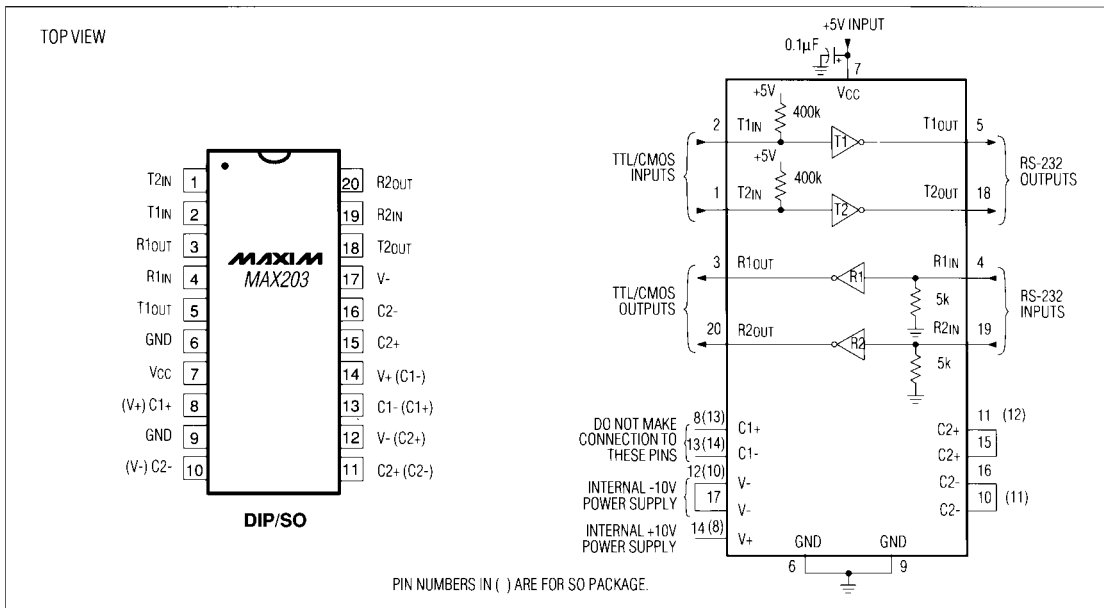 TOP VIEW
T2IN 1
T1IN 2
R1OUT 3
R1IN 4
T1OUT 5
GND 6
VCC 7
(V+) C1+ 8
GND 9
(V-) C2- 10
MAXIM
MAX203
20 R2OUT
19 R2IN
18 T2OUT
17 V-
16 C2-
15 C2+
14 V+ (C1-)
13 C1- (C1+)
12 V- (C2+)
11 C2+ (C2-)
DIP/SO
+5V INPUT
0.1µF
7
VCC
+5V
400k
2 T1IN T1 T1OUT 5
+5V
400k
1 T2IN T2 T2OUT 18
TTL/CMOS
INPUTS
RS-232
OUTPUTS
3 R1OUT R1 R1IN 4
5k
20 R2OUT R2 R2IN 19
5k
TTL/CMOS
OUTPUTS
RS-232
INPUTS
DO NOT MAKE
CONNECTION TO
THESE PINS
8(13) C1+
13(14) C1-
INTERNAL -10V
POWER SUPPLY
12(10) V-
17 V-
INTERNAL +10V
POWER SUPPLY
14(8) V+
C2+ 11 (12)
C2+ 15
C2- 16
C2- 10 (11)
GND GND
6 9
PIN NUMBERS IN ( ) ARE FOR SO PACKAGE.